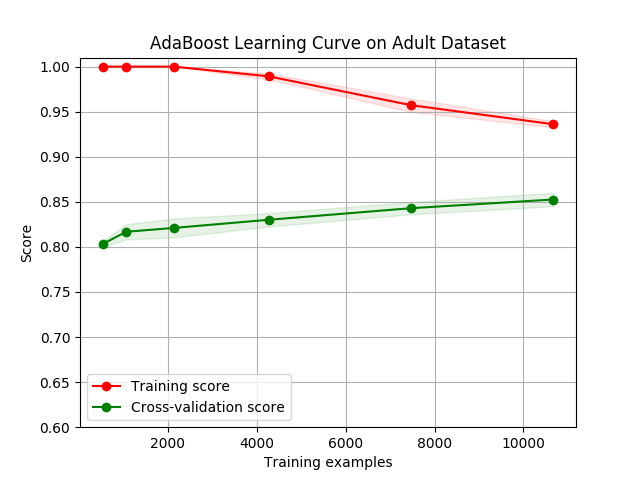 AdaBoost Learning Curve on Adult Dataset
1.00
0.95
0.90
0.85
0.80
0.75
0.70
0.65
0.60
Score
Training score
Cross-validation score
2000 4000 6000 8000 10000
Training examples